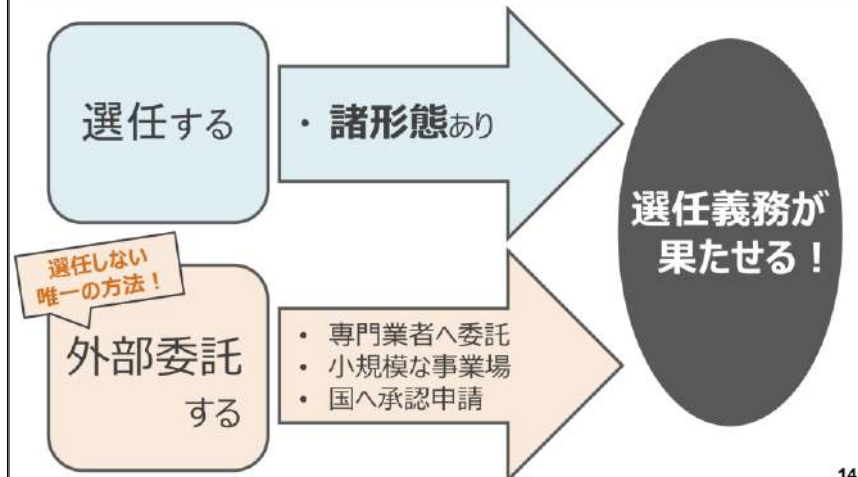 選任する
・ 諸形態あり
選任しない
唯一の方法！
外部委託
する
・ 専門業者へ委託
・ 小規模な事業場
・ 国へ承認申請
選任義務が
果たせる！
14